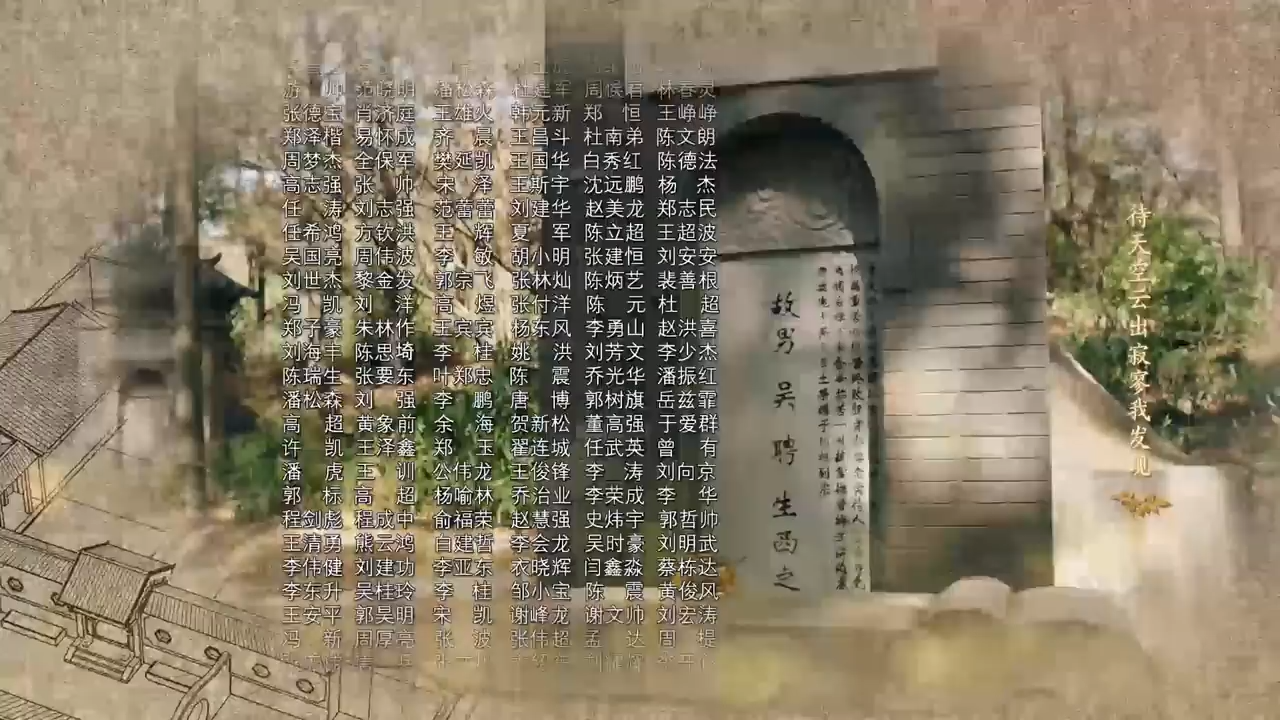 张德宝 肖济庭 王雄火 韩元新 郑恒 王峥峥
郑泽楷 易怀成 齐晨 王昌斗 杜南弟 陈文朗
周梦杰 全保军 樊延凯 王国华 白秀红 陈德法
高志强 张帅 宋泽 王斯宇 沈远鹏 杨杰
任涛 刘志强 范蕾蕾 刘建华 赵美龙 郑志民
任希鸿 方钦洪 王辉 夏军 陈立超 王超波
吴国亮 周伟波 李敏 胡小明 张建恒 刘安安
刘世杰 黎金发 郭宗飞 张林灿 陈炳艺 裴善根
冯凯 刘洋 高煜 张付洋 陈元 杜超
郑子豪 朱林作 王宾宾 杨东风 李勇山 赵洪喜
刘海丰 陈思埼 李桂 姚洪 刘芳文 李少杰
陈瑞生 张要东 叶郑忠 陈震 乔光华 潘振红
潘松森 刘强 李鹏 唐博 郭树旗 岳兹霏
高超 黄象前 余海 贺新松 董高强 于爱群
许凯 王泽鑫 郑玉 翟连城 任武英 曾有
潘虎 王训 公伟龙 王俊锋 李涛 刘向京
郭标 高超 杨喻林 乔治业 李荣成 李华
程剑彪 程成中 俞福荣 赵慧强 史炜宇 郭哲帅
王清勇 熊云鸿 白建哲 李会龙 吴时豪 刘明武
李伟健 刘建功 李亚东 衣晓辉 闫鑫淼 蔡栋达
李东升 吴桂玲 李桂 邹小宝 陈震 黄俊风
王安平 郭昊明 宋凯 谢峰龙 谢文帅 刘宏涛
冯新 周厚亮 张波 张伟超 孟达 周堤
故男吴聘生西之
待天空云出寂寥我发现